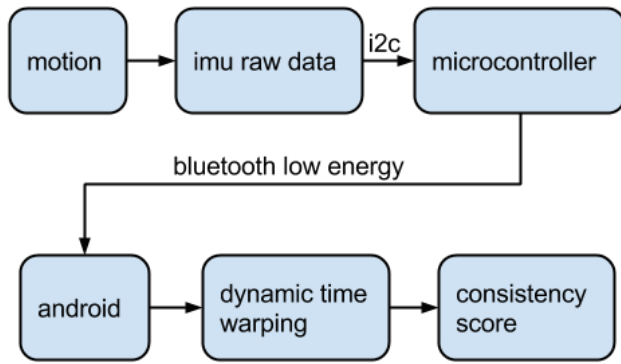 motion
imu raw data
i2c
microcontroller
bluetooth low energy
android
dynamic time
warping
consistency
score